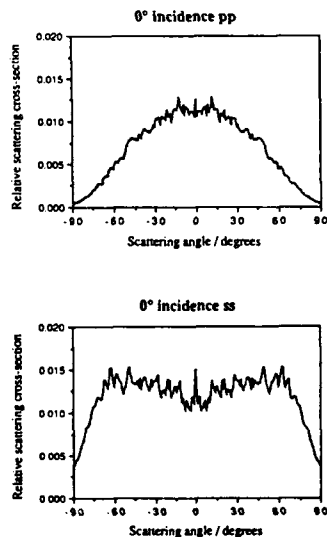 0° incidence pp
Relative scattering cross-section
0.020
0.015
0.010
0.005
0.000
-90 -60 -30 0 30 60 90
Scattering angle / degrees
0° incidence ss
Relative scattering cross-section
0.020
0.015
0.010
0.005
0.000
-90 -60 -30 0 30 60 90
Scattering angle / degrees